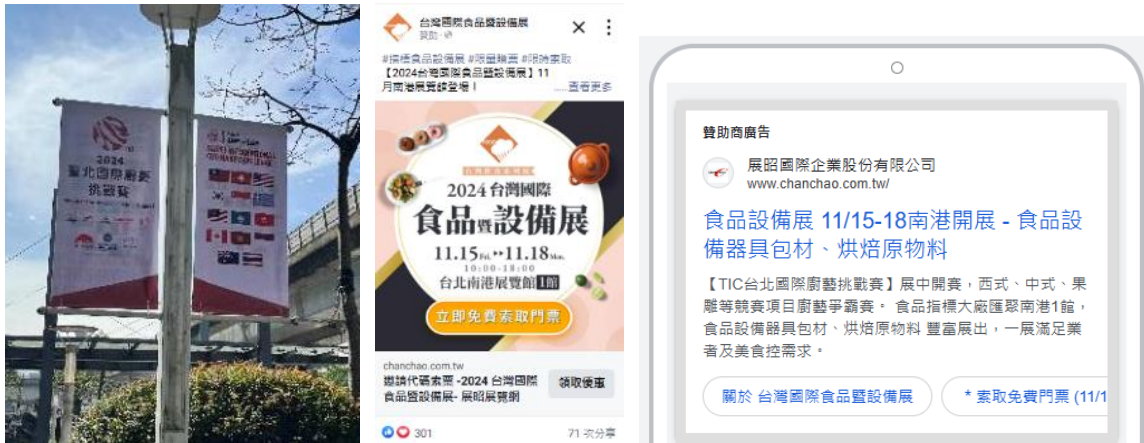 2024
臺北國際廚藝
挑戰賽
台灣國際食品暨設備展
贊助
#指標食品設備展 #限量贈票 #限時索取
【2024台灣國際食品暨設備展】11
月南港展覽館登場！
.....查看更多
2024 台灣國際
食品暨設備展
11.15 Fri. 11.18 Mon.
10:00-18:00
台北南港展覽館1館
立即免費索取門票
chanchao.com.tw
邀請代碼索票 -2024 台灣國際
食品暨設備展- 展昭展覽網
領取優惠
301
71 次分享
贊助商廣告
展昭國際企業股份有限公司
www.chanchao.com.tw/
食品設備展 11/15-18南港開展 - 食品設
備器具包材、烘焙原物料
【TIC台北國際廚藝挑戰賽】展中開賽，西式、中式、果
雕等競賽項目廚藝爭霸賽。 食品指標大廠匯聚南港1館，
食品設備器具包材、烘焙原物料 豐富展出，一展滿足業
者及美食控需求。
關於 台灣國際食品暨設備展
* 索取免費門票 (11/1